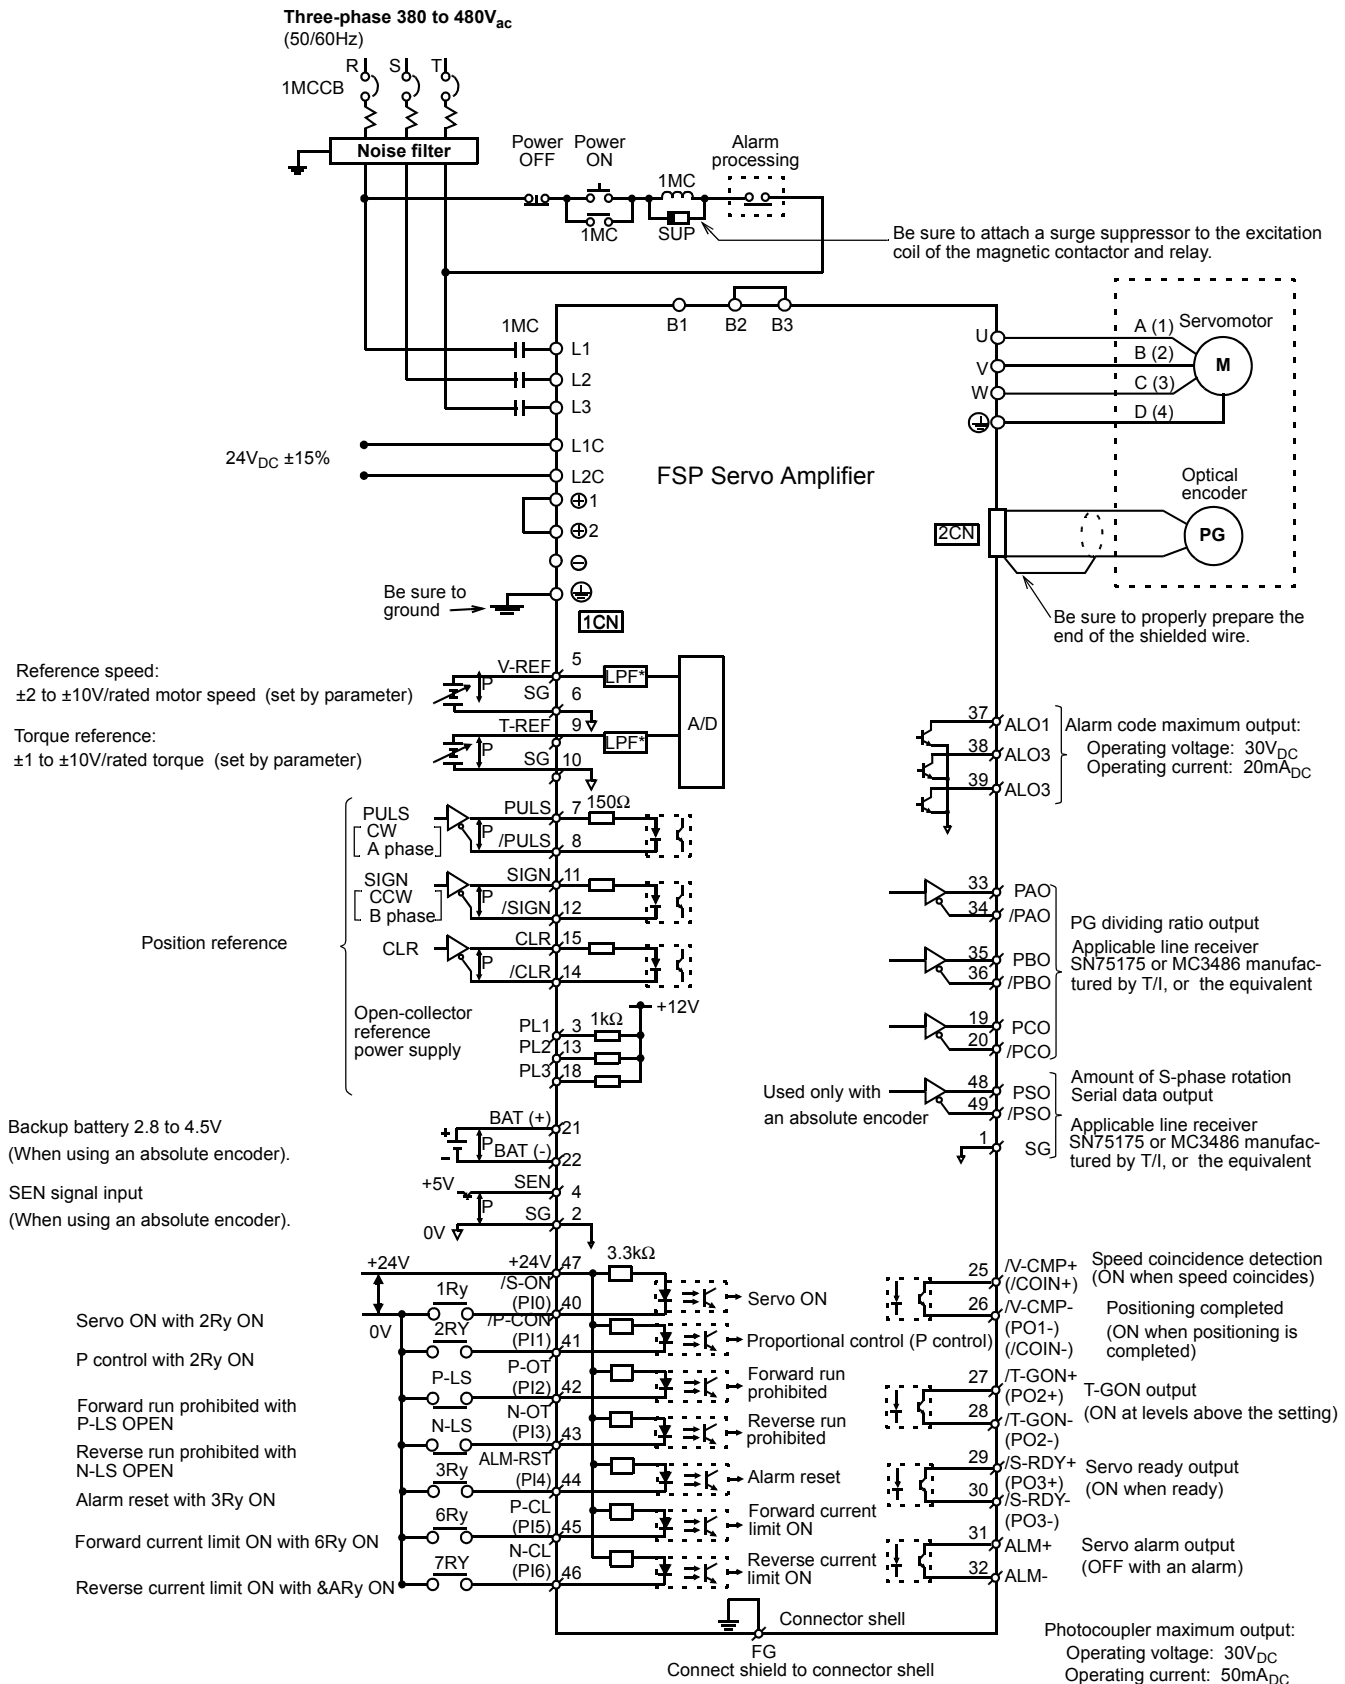 Three-phase 380 to 480Vac
(50/60Hz)
R S T
1MCCB
Noise filter
Power OFF
Power ON
1MC
1MC
SUP
Alarm processing
Be sure to attach a surge suppressor to the excitation
coil of the magnetic contactor and relay.
B1 B2 B3
1MC
L1
L2
L3
24VDC ±15%
L1C
L2C
⊕1
⊕2
⊖
Be sure to
ground
1CN
FSP Servo Amplifier
U
V
W
A (1)
B (2)
C (3)
D (4)
Servomotor
M
Optical
encoder
PG
2CN
Be sure to properly prepare the
end of the shielded wire.
Reference speed:
±2 to ±10V/rated motor speed (set by parameter)
Torque reference:
±1 to ±10V/rated torque (set by parameter)
P
V-REF 5
SG 6
LPF*
P
T-REF 9
SG 10
LPF*
A/D
Position reference
PULS
CW
A phase
P
PULS 7
150Ω
/PULS 8
SIGN
CCW
B phase
P
SIGN 11
/SIGN 12
CLR
P
CLR 15
/CLR 14
Open-collector
reference
power supply
+12V
PL1 3
1kΩ
PL2 13
PL3 18
Backup battery 2.8 to 4.5V
(When using an absolute encoder).
+
−
P
BAT (+) 21
BAT (-) 22
SEN signal input
(When using an absolute encoder).
+5V
0V
P
SEN 4
SG 2
+24V
0V
+24V 47
3.3kΩ
Servo ON with 2Ry ON
1Ry
/S-ON
(PI0) 40
Servo ON
P control with 2Ry ON
2RY
/P-CON
(PI1) 41
Proportional control (P control)
Forward run prohibited with
P-LS OPEN
P-LS
P-OT
(PI2) 42
Forward run
prohibited
Reverse run prohibited with
N-LS OPEN
N-LS
N-OT
(PI3) 43
Reverse run
prohibited
Alarm reset with 3Ry ON
3Ry
ALM-RST
(PI4) 44
Alarm reset
Forward current limit ON with 6Ry ON
6Ry
P-CL
(PI5) 45
Forward current
limit ON
Reverse current limit ON with &ARy ON
7RY
N-CL
(PI6) 46
Reverse current
limit ON
37 ALO1
38 ALO3
39 ALO3
Alarm code maximum output:
Operating voltage: 30VDC
Operating current: 20mADC
33 PAO
34 /PAO
35 PBO
36 /PBO
19 PCO
20 /PCO
PG dividing ratio output
Applicable line receiver
SN75175 or MC3486 manufac-
tured by T/I, or the equivalent
Used only with
an absolute encoder
48 PSO
49 /PSO
1 SG
Amount of S-phase rotation
Serial data output
Applicable line receiver
SN75175 or MC3486 manufac-
tured by T/I, or the equivalent
25 /V-CMP+
(/COIN+)
26 /V-CMP-
(PO1-)
(/COIN-)
Speed coincidence detection
(ON when speed coincides)
Positioning completed
(ON when positioning is
completed)
27 /T-GON+
(PO2+)
28 /T-GON-
(PO2-)
T-GON output
(ON at levels above the setting)
29 /S-RDY+
(PO3+)
30 /S-RDY-
(PO3-)
Servo ready output
(ON when ready)
31 ALM+
32 ALM-
Servo alarm output
(OFF with an alarm)
Connector shell
FG
Connect shield to connector shell
Photocoupler maximum output:
Operating voltage: 30VDC
Operating current: 50mADC